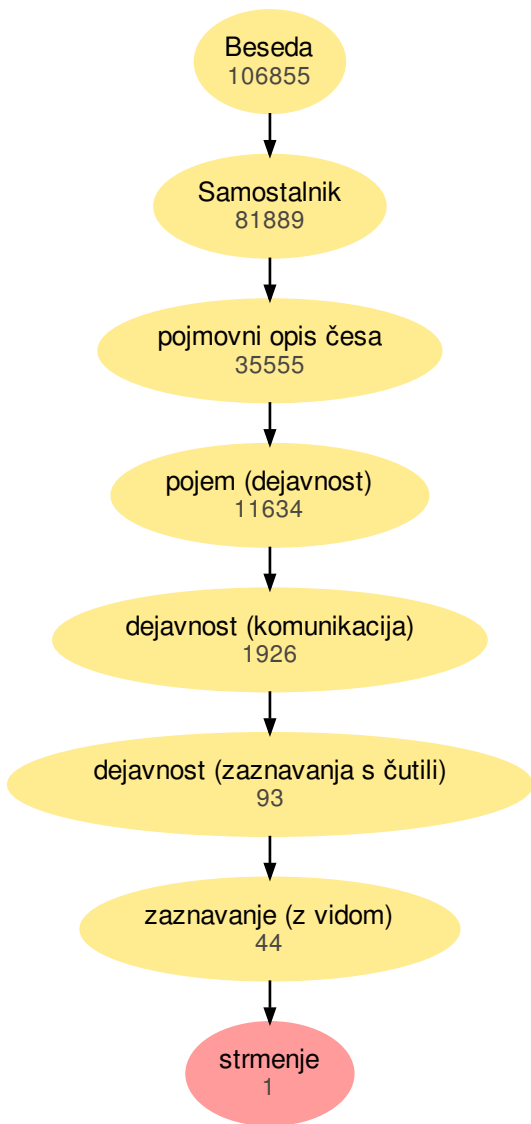 Beseda
106855
Samostalnik
81889
pojmovni opis česa
35555
pojem (dejavnost)
11634
dejavnost (komunikacija)
1926
dejavnost (zaznavanja s čutili)
93
zaznavanje (z vidom)
44
strmenje
1